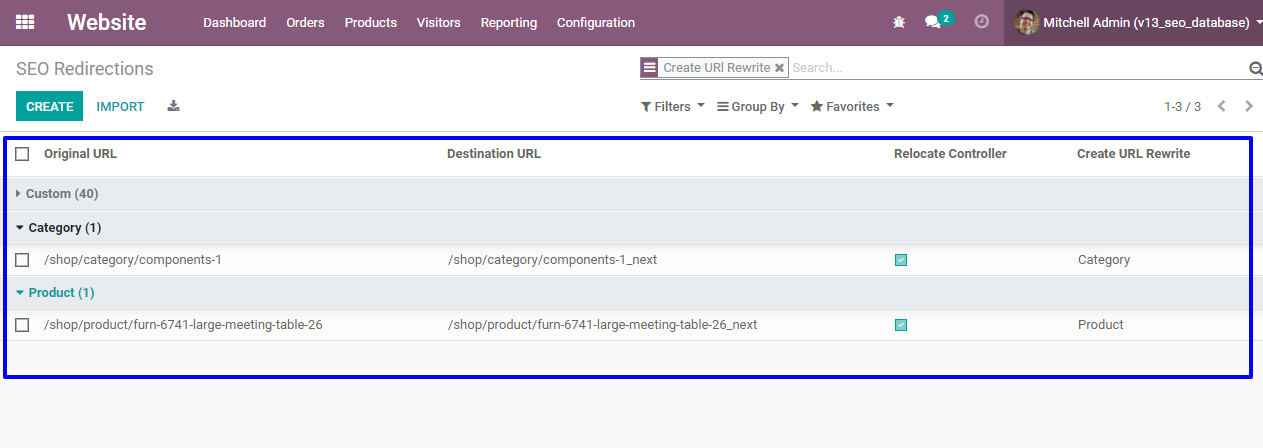 Website Dashboard Orders Products Visitors Reporting Configuration 2 Mitchell Admin (v13_seo_database)
SEO Redirections Create URl Rewrite Search...
CREATE IMPORT Filters Group By Favorites 1-3 / 3
Original URL Destination URL Relocate Controller Create URL Rewrite
Custom (40)
Category (1)
/shop/category/components-1 /shop/category/components-1_next Category
Product (1)
/shop/product/furn-6741-large-meeting-table-26 /shop/product/furn-6741-large-meeting-table-26_next Product